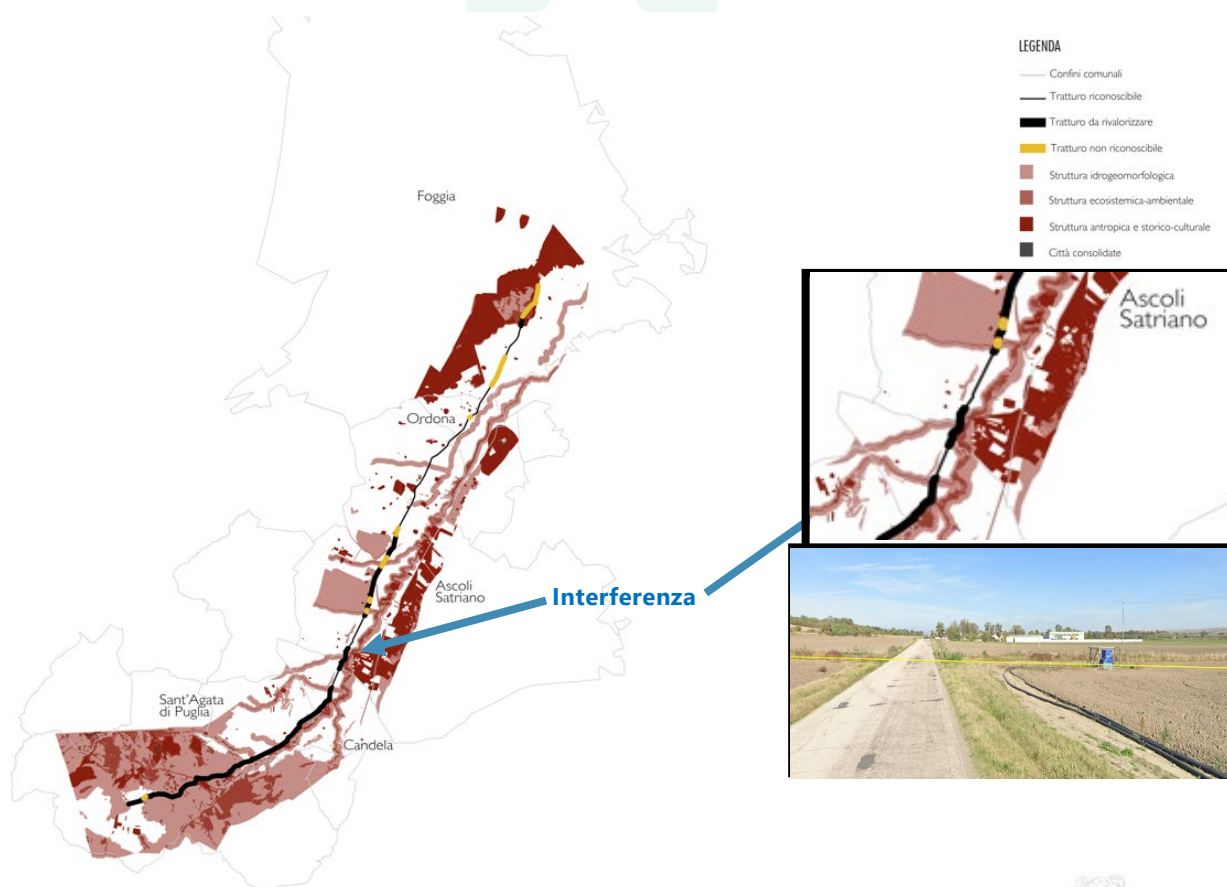 LEGENDA
Confini comunali
Tratturo riconoscibile
Tratturo da rivalorizzare
Tratturo non riconoscibile
Struttura idrogeomorfologica
Struttura ecosistemica-ambientale
Struttura antropica e storico-culturale
Città consolidate
Foggia
Ordona
Ascoli
Satriano
Ascoli
Satriano
Interferenza
Sant'Agata
di Puglia
Candela